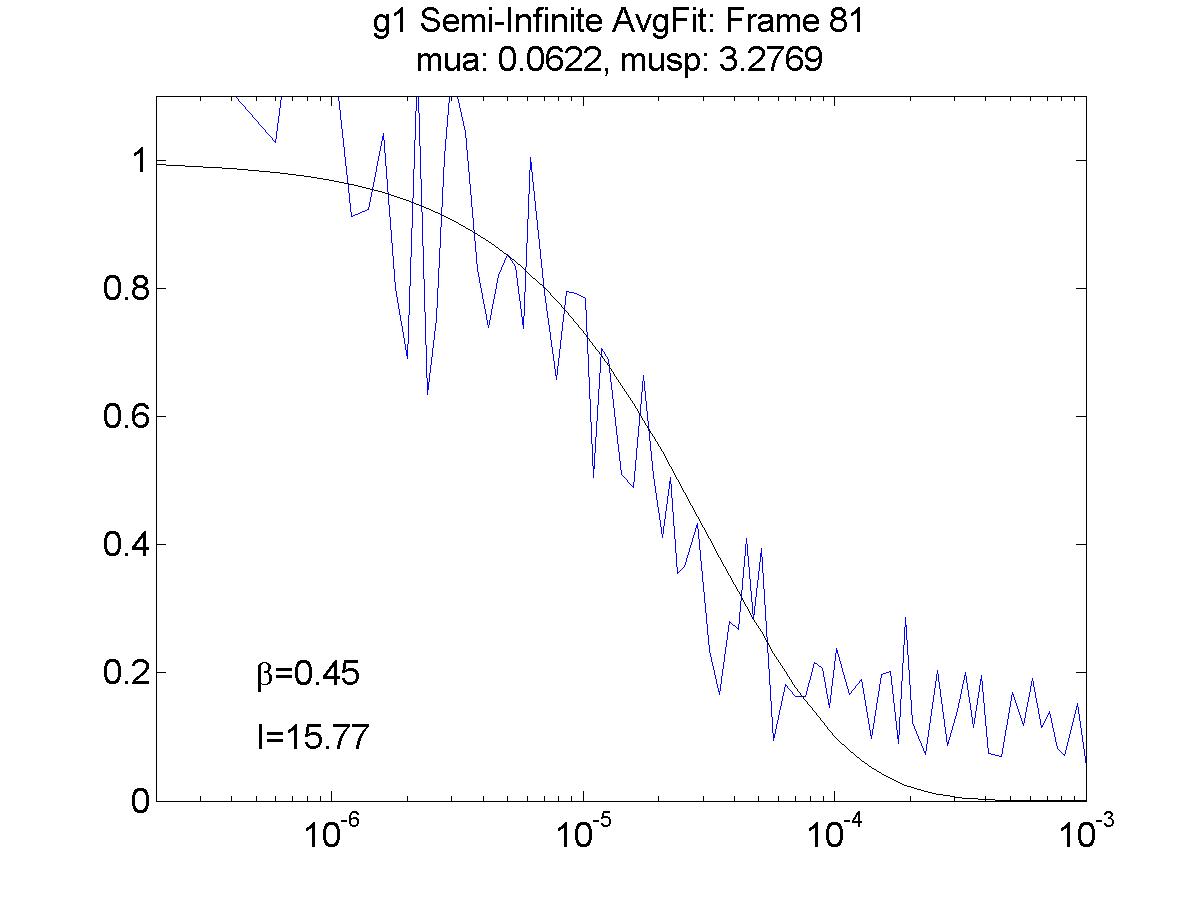 g1 Semi-Infinite AvgFit: Frame 81
mua: 0.0622, musp: 3.2769
1
0.8
0.6
0.4
0.2
0
β=0.45
I=15.77
10^-6
10^-5
10^-4
10^-3